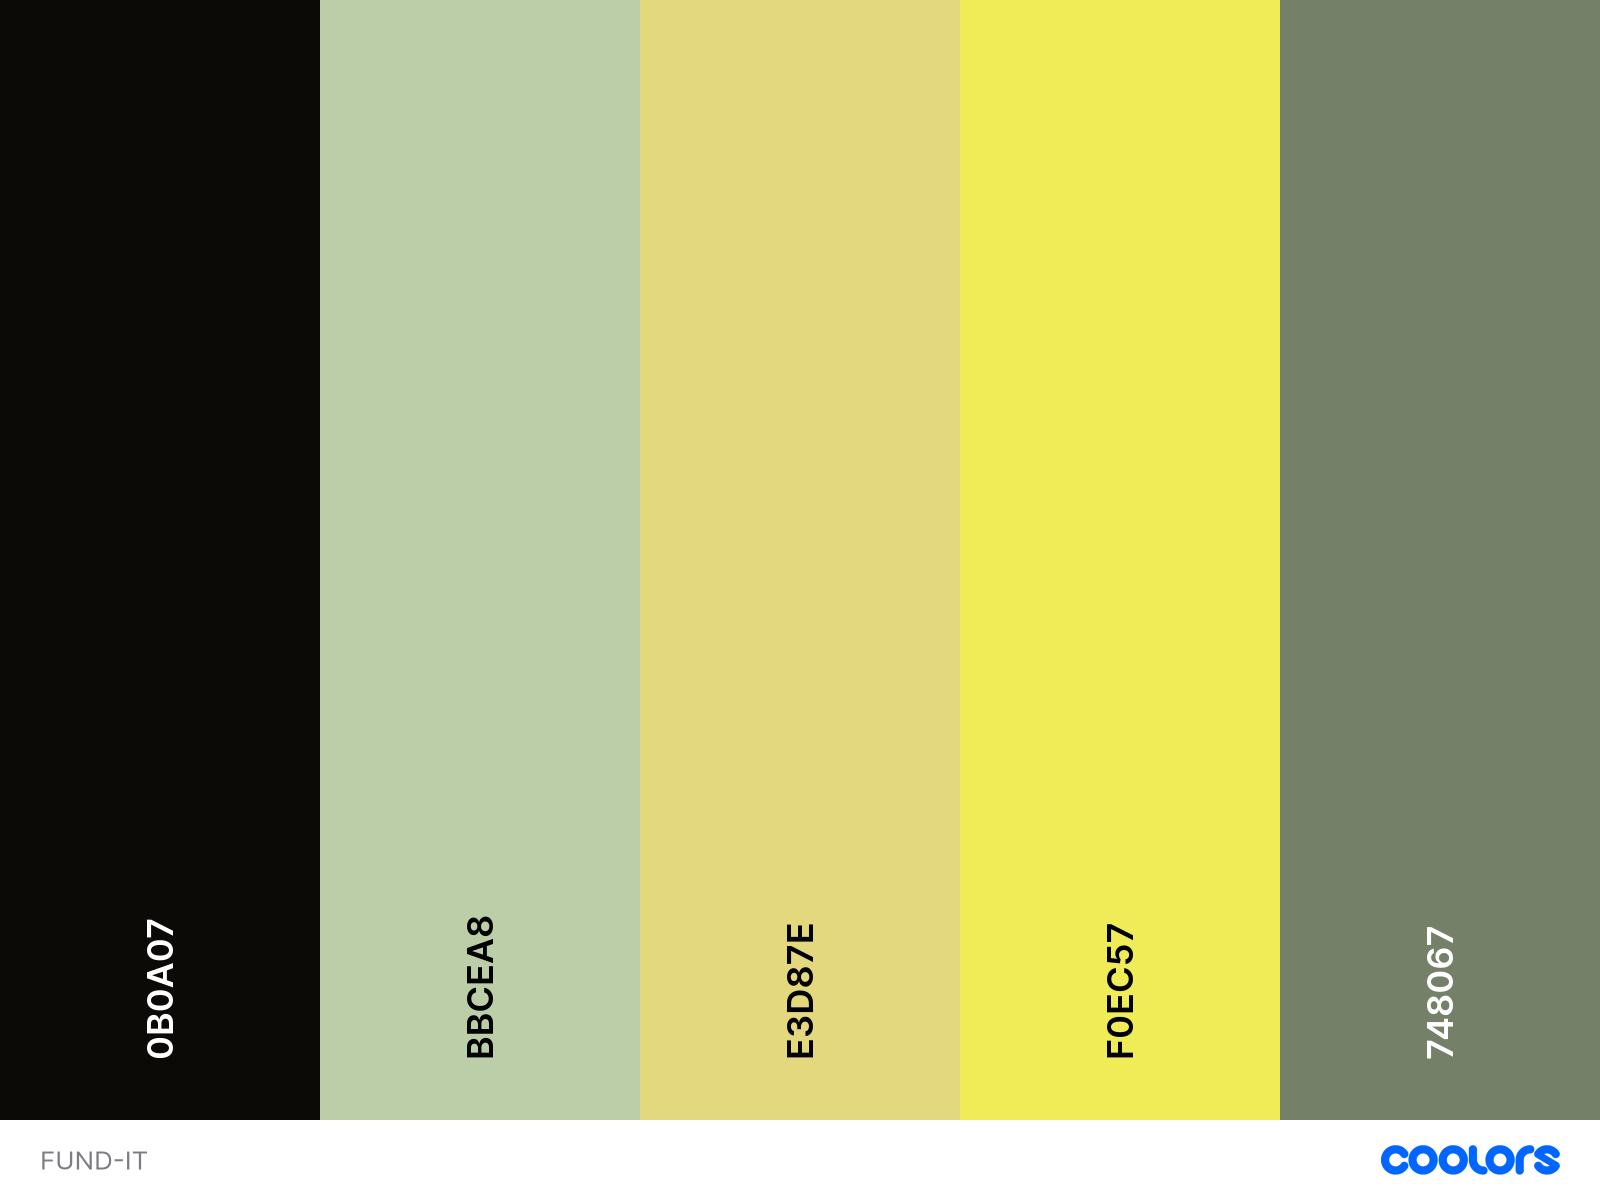 0B0A07
BBCEA8
E3D87E
F0EC57
748067
FUND-IT
coolors